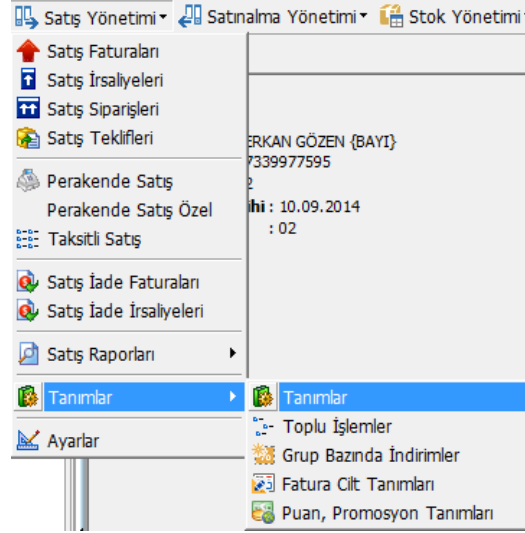 Satış Yönetimi Satınalma Yönetimi Stok Yönetimi
Satış Faturaları
Satış İrsaliyeleri
Satış Siparişleri
Satış Teklifleri
ERKAN GÖZEN {BAYI}
7339977595
Perakende Satış
2
Perakende Satış Özel
ihi : 10.09.2014
Taksitli Satış
: 02
Satış İade Faturaları
Satış İade İrsaliyeleri
Satış Raporları
Tanımlar
Tanımlar
Toplu İşlemler
Ayarlar
Grup Bazında İndirimler
Fatura Cilt Tanımları
Puan, Promosyon Tanımları